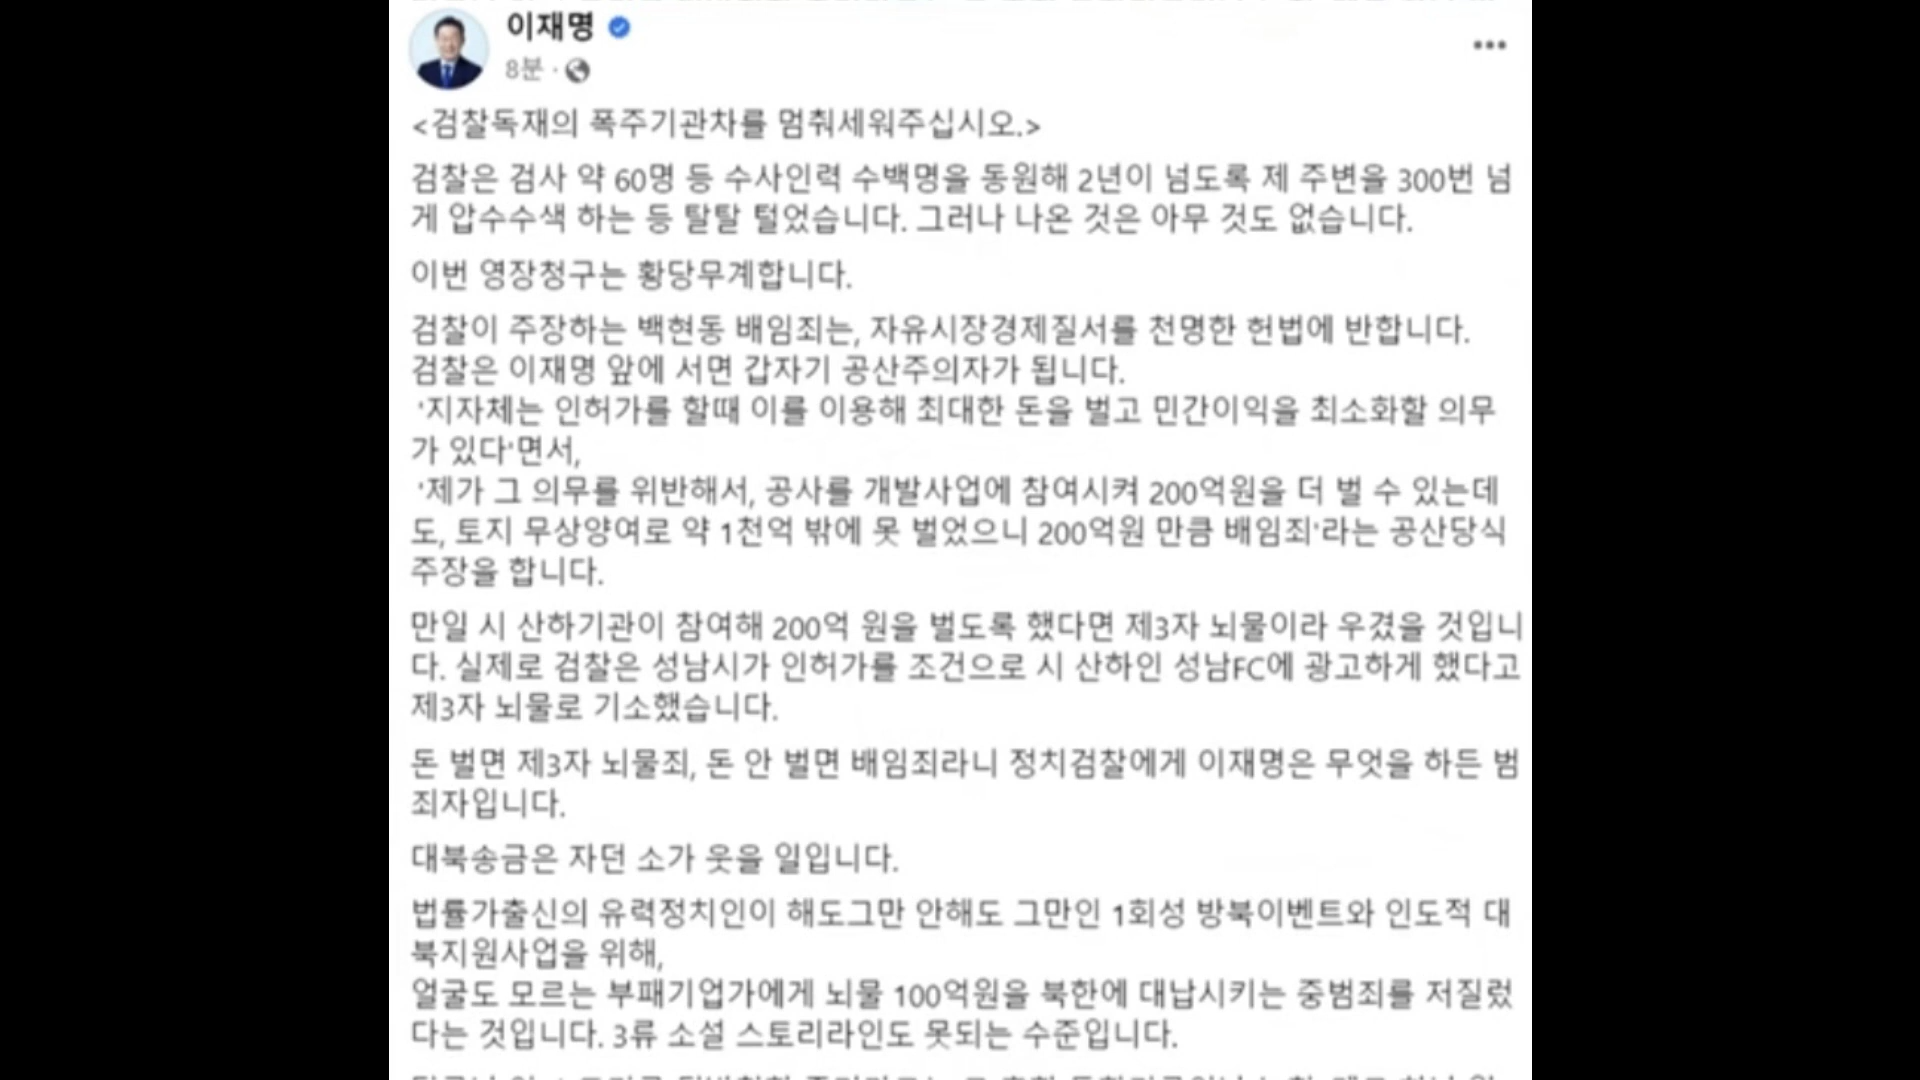 이재명
8분
<검찰독재의 폭주기관차를 멈춰세워주십시오.>
검찰은 검사 약 60명 등 수사인력 수백명을 동원해 2년이 넘도록 제 주변을 300번 넘
게 압수수색 하는 등 탈탈 털었습니다. 그러나 나온 것은 아무 것도 없습니다.
이번 영장청구는 황당무계합니다.
검찰이 주장하는 백현동 배임죄는, 자유시장경제질서를 천명한 헌법에 반합니다.
검찰은 이재명 앞에 서면 갑자기 공산주의자가 됩니다.
'지자체는 인허가를 할때 이를 이용해 최대한 돈을 벌고 민간이익을 최소화할 의무
가 있다'면서,
'제가 그 의무를 위반해서, 공사를 개발사업에 참여시켜 200억원을 더 벌 수 있는데
도, 토지 무상양여로 약 1천억 밖에 못 벌었으니 200억원 만큼 배임죄'라는 공산당식
주장을 합니다.
만일 시 산하기관이 참여해 200억 원을 벌도록 했다면 제3자 뇌물이라 우겼을 것입니
다. 실제로 검찰은 성남시가 인허가를 조건으로 시 산하인 성남FC에 광고하게 했다고
제3자 뇌물로 기소했습니다.
돈 벌면 제3자 뇌물죄, 돈 안 벌면 배임죄라니 정치검찰에게 이재명은 무엇을 하든 범
죄자입니다.
대북송금은 자던 소가 웃을 일입니다.
법률가출신의 유력정치인이 해도그만 안해도 그만인 1회성 방북이벤트와 인도적 대
북지원사업을 위해,
얼굴도 모르는 부패기업가에게 뇌물 100억원을 북한에 대납시키는 중범죄를 저질렀
다는 것입니다. 3류 소설 스토리라인도 못되는 수준입니다.